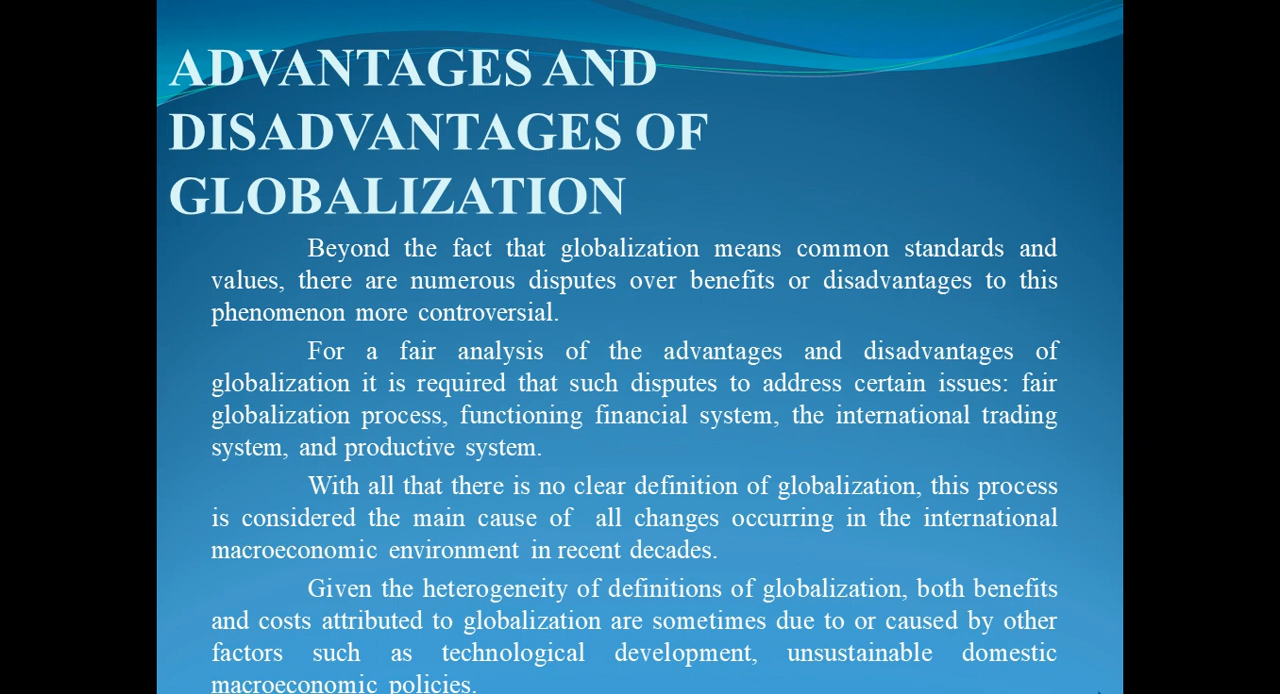 ADVANTAGES AND
DISADVANTAGES OF
GLOBALIZATION
Beyond the fact that globalization means common standards and
values, there are numerous disputes over benefits or disadvantages to this
phenomenon more controversial.
For a fair analysis of the advantages and disadvantages of
globalization it is required that such disputes to address certain issues: fair
globalization process, functioning financial system, the international trading
system, and productive system.
With all that there is no clear definition of globalization, this process
is considered the main cause of all changes occurring in the international
macroeconomic environment in recent decades.
Given the heterogeneity of definitions of globalization, both benefits
and costs attributed to globalization are sometimes due to or caused by other
factors such as technological development, unsustainable domestic
macroeconomic policies.